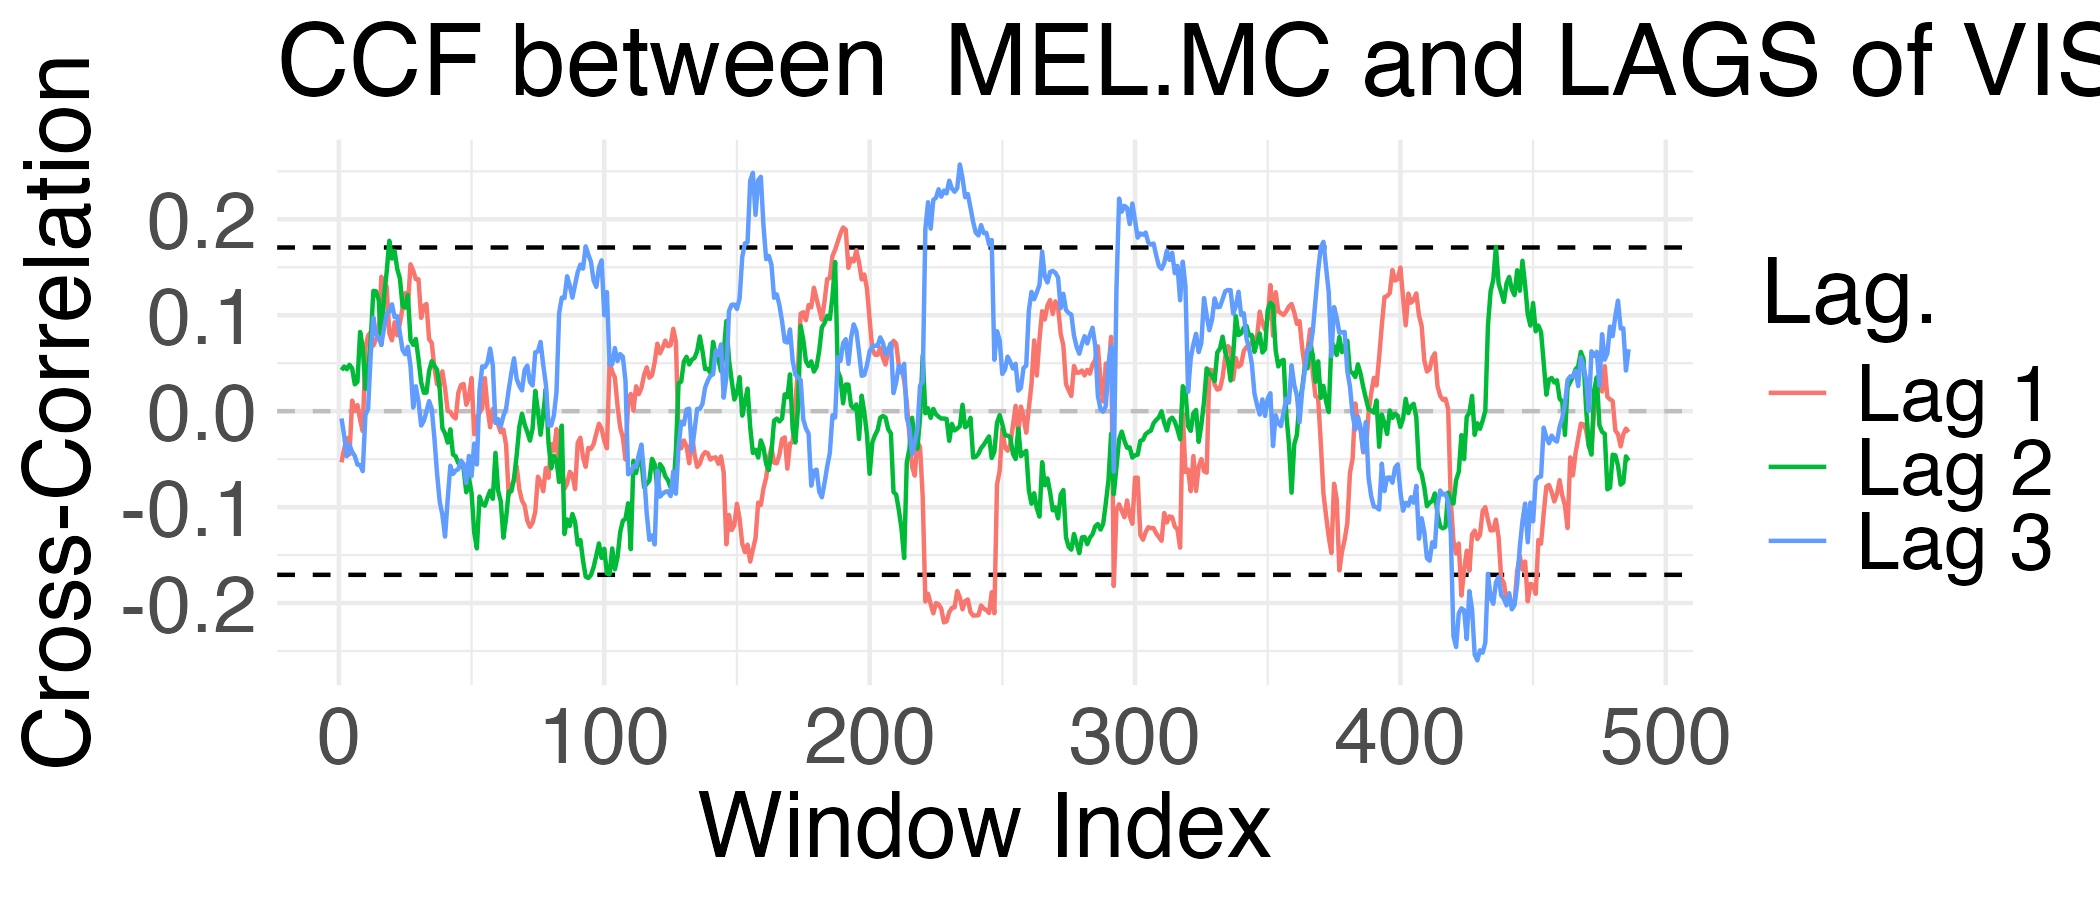 CCF between MEL.MC and LAGS of VIS
Cross-Correlation
0.2
0.1
0.0
-0.1
-0.2
0 100 200 300 400 500
Window Index
Lag.
Lag 1
Lag 2
Lag 3